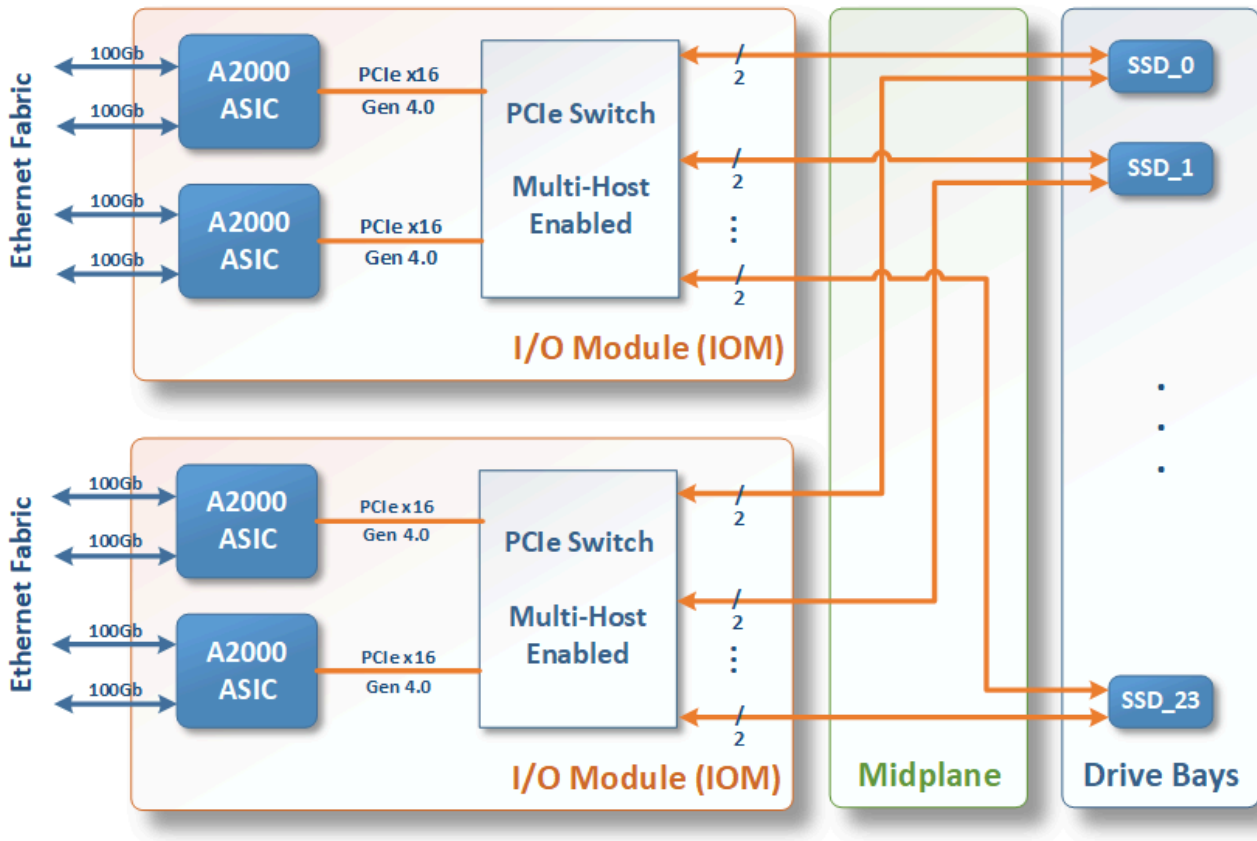 Ethernet Fabric
100Gb
100Gb
A2000
ASIC
PCIe x16
Gen 4.0
100Gb
100Gb
A2000
ASIC
PCIe x16
Gen 4.0
PCIe Switch
Multi-Host
Enabled
/
2
/
2
⋮
/
2
I/O Module (IOM)
Ethernet Fabric
100Gb
100Gb
A2000
ASIC
PCIe x16
Gen 4.0
100Gb
100Gb
A2000
ASIC
PCIe x16
Gen 4.0
PCIe Switch
Multi-Host
Enabled
/
2
/
2
⋮
/
2
I/O Module (IOM)
Midplane
SSD_0
SSD_1
.
.
.
SSD_23
Drive Bays